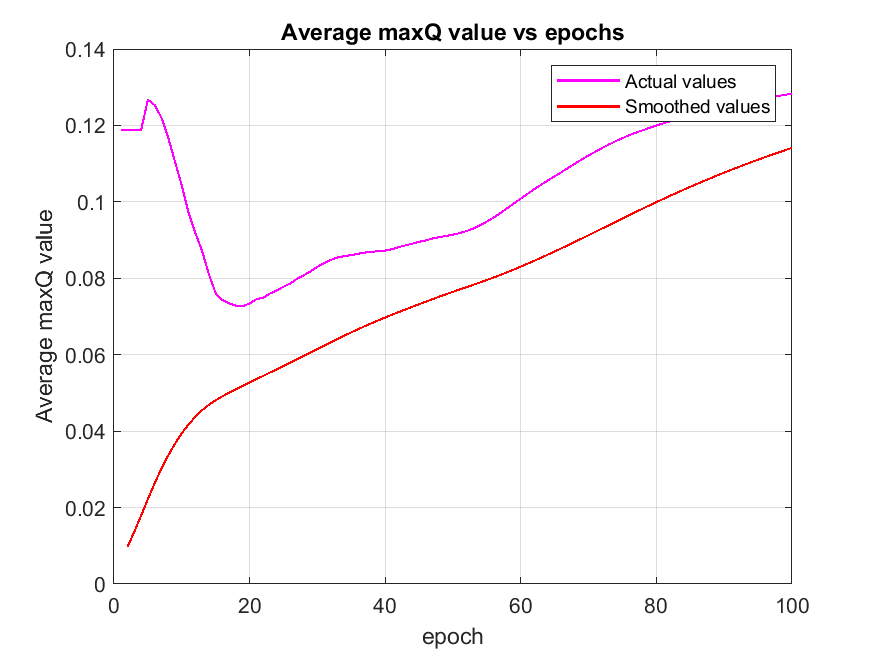 Average maxQ value vs epochs
Actual values
Smoothed values
Average maxQ value
0.14
0.12
0.1
0.08
0.06
0.04
0.02
0
0 20 40 60 80 100
epoch